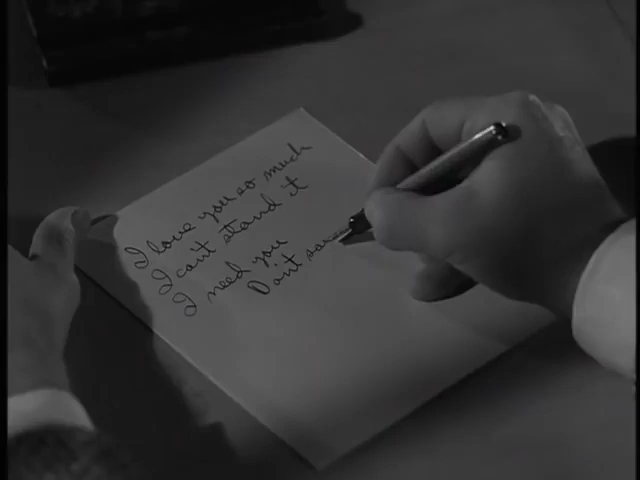 I love you so much
I can't stand it
I need you
Don't